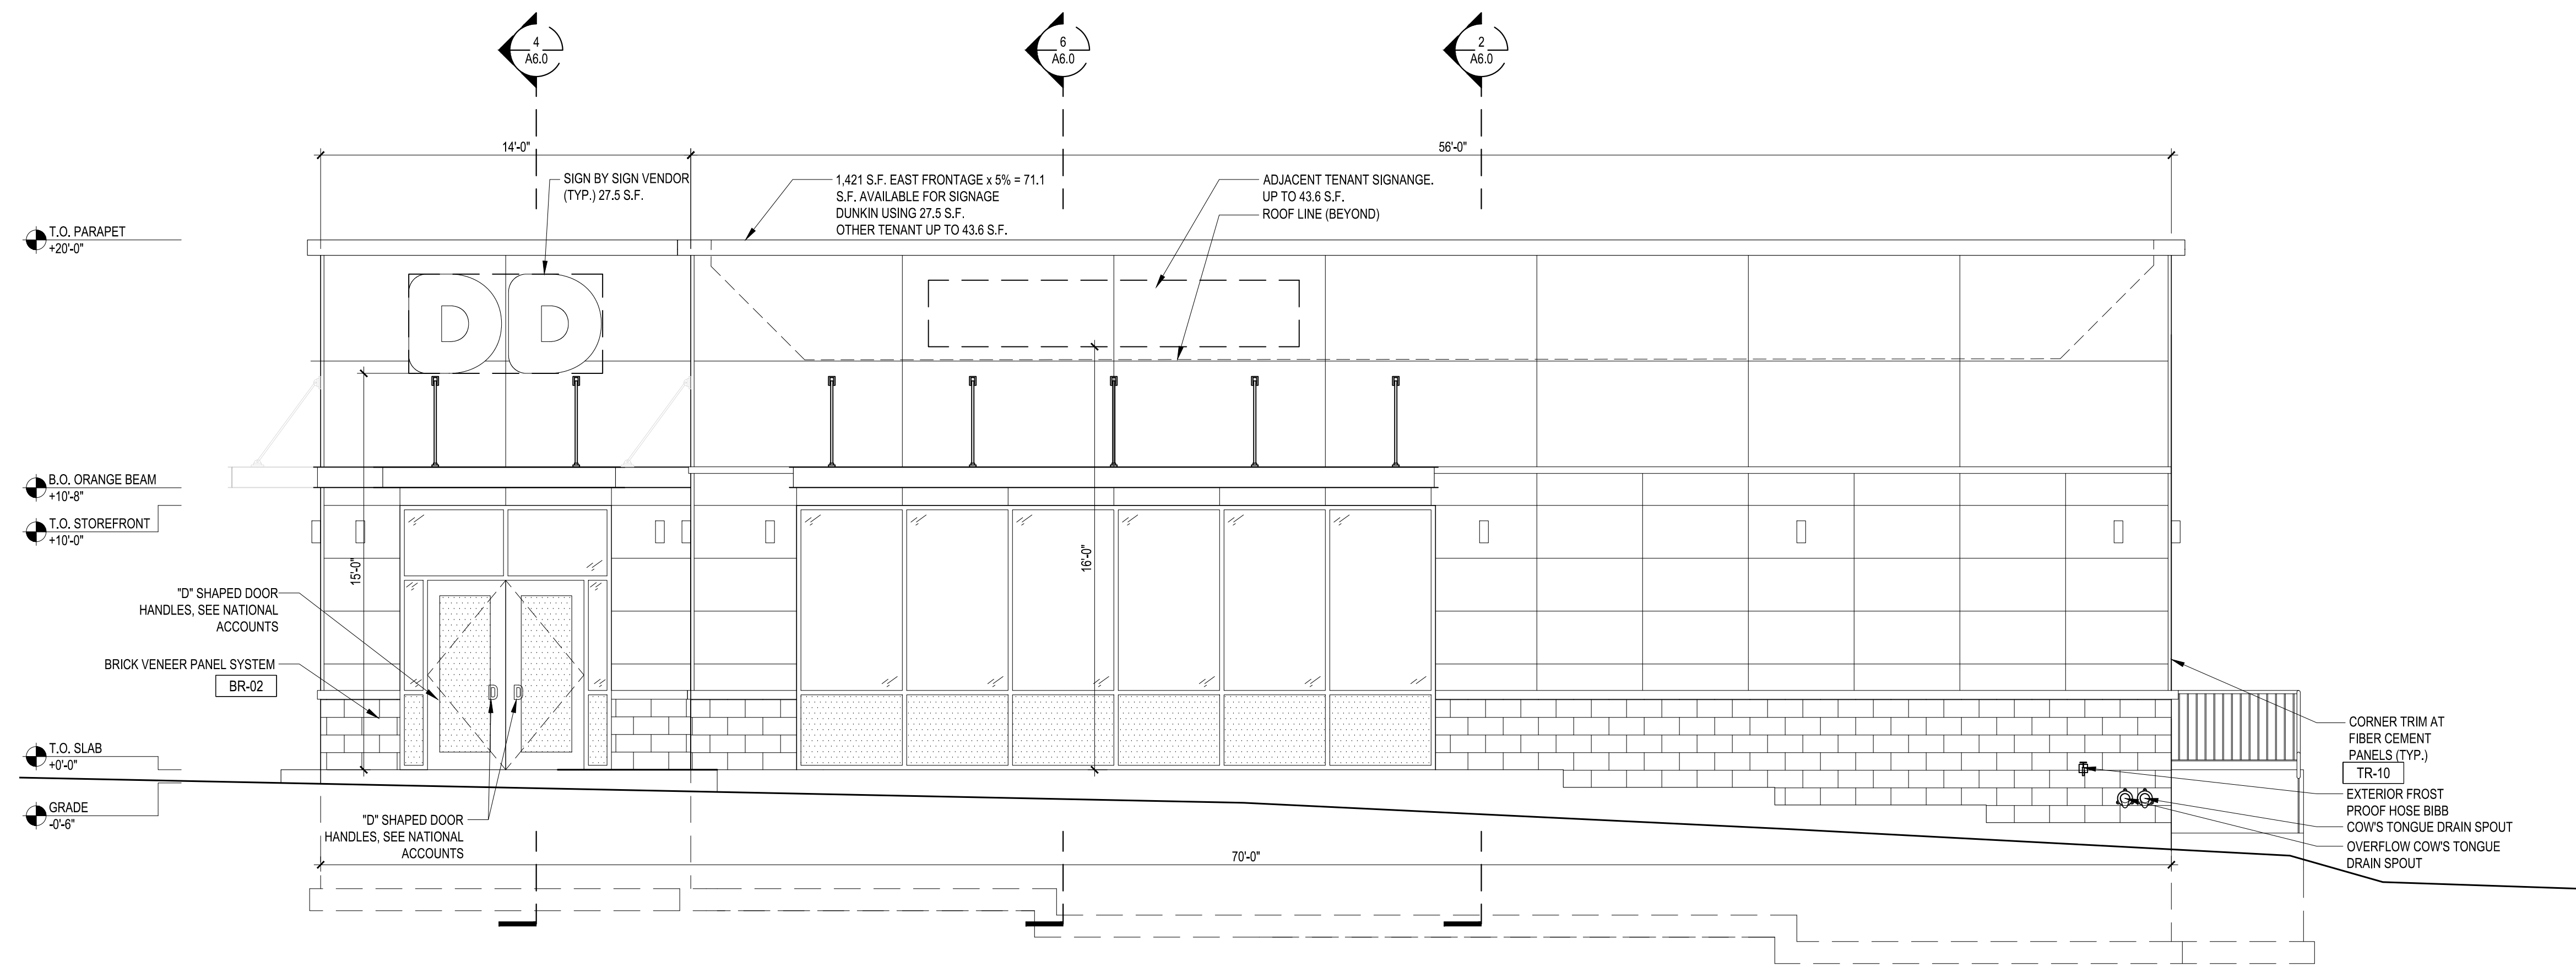 4
A6.0
6
A6.0
2
A6.0
14'-0"
56'-0"
SIGN BY SIGN VENDOR
(TYP.) 27.5 S.F.
1,421 S.F. EAST FRONTAGE x 5% = 71.1
S.F. AVAILABLE FOR SIGNAGE
DUNKIN USING 27.5 S.F.
OTHER TENANT UP TO 43.6 S.F.
ADJACENT TENANT SIGNANGE.
UP TO 43.6 S.F.
ROOF LINE (BEYOND)
T.O. PARAPET
+20'-0"
DD
B.O. ORANGE BEAM
+10'-8"
T.O. STOREFRONT
+10'-0"
15'-0"
16'-0"
"D" SHAPED DOOR
HANDLES, SEE NATIONAL
ACCOUNTS
BRICK VENEER PANEL SYSTEM
BR-02
T.O. SLAB
+0'-0"
GRADE
-0'-6"
"D" SHAPED DOOR
HANDLES, SEE NATIONAL
ACCOUNTS
70'-0"
CORNER TRIM AT
FIBER CEMENT
PANELS (TYP.)
TR-10
EXTERIOR FROST
PROOF HOSE BIBB
COW'S TONGUE DRAIN SPOUT
OVERFLOW COW'S TONGUE
DRAIN SPOUT